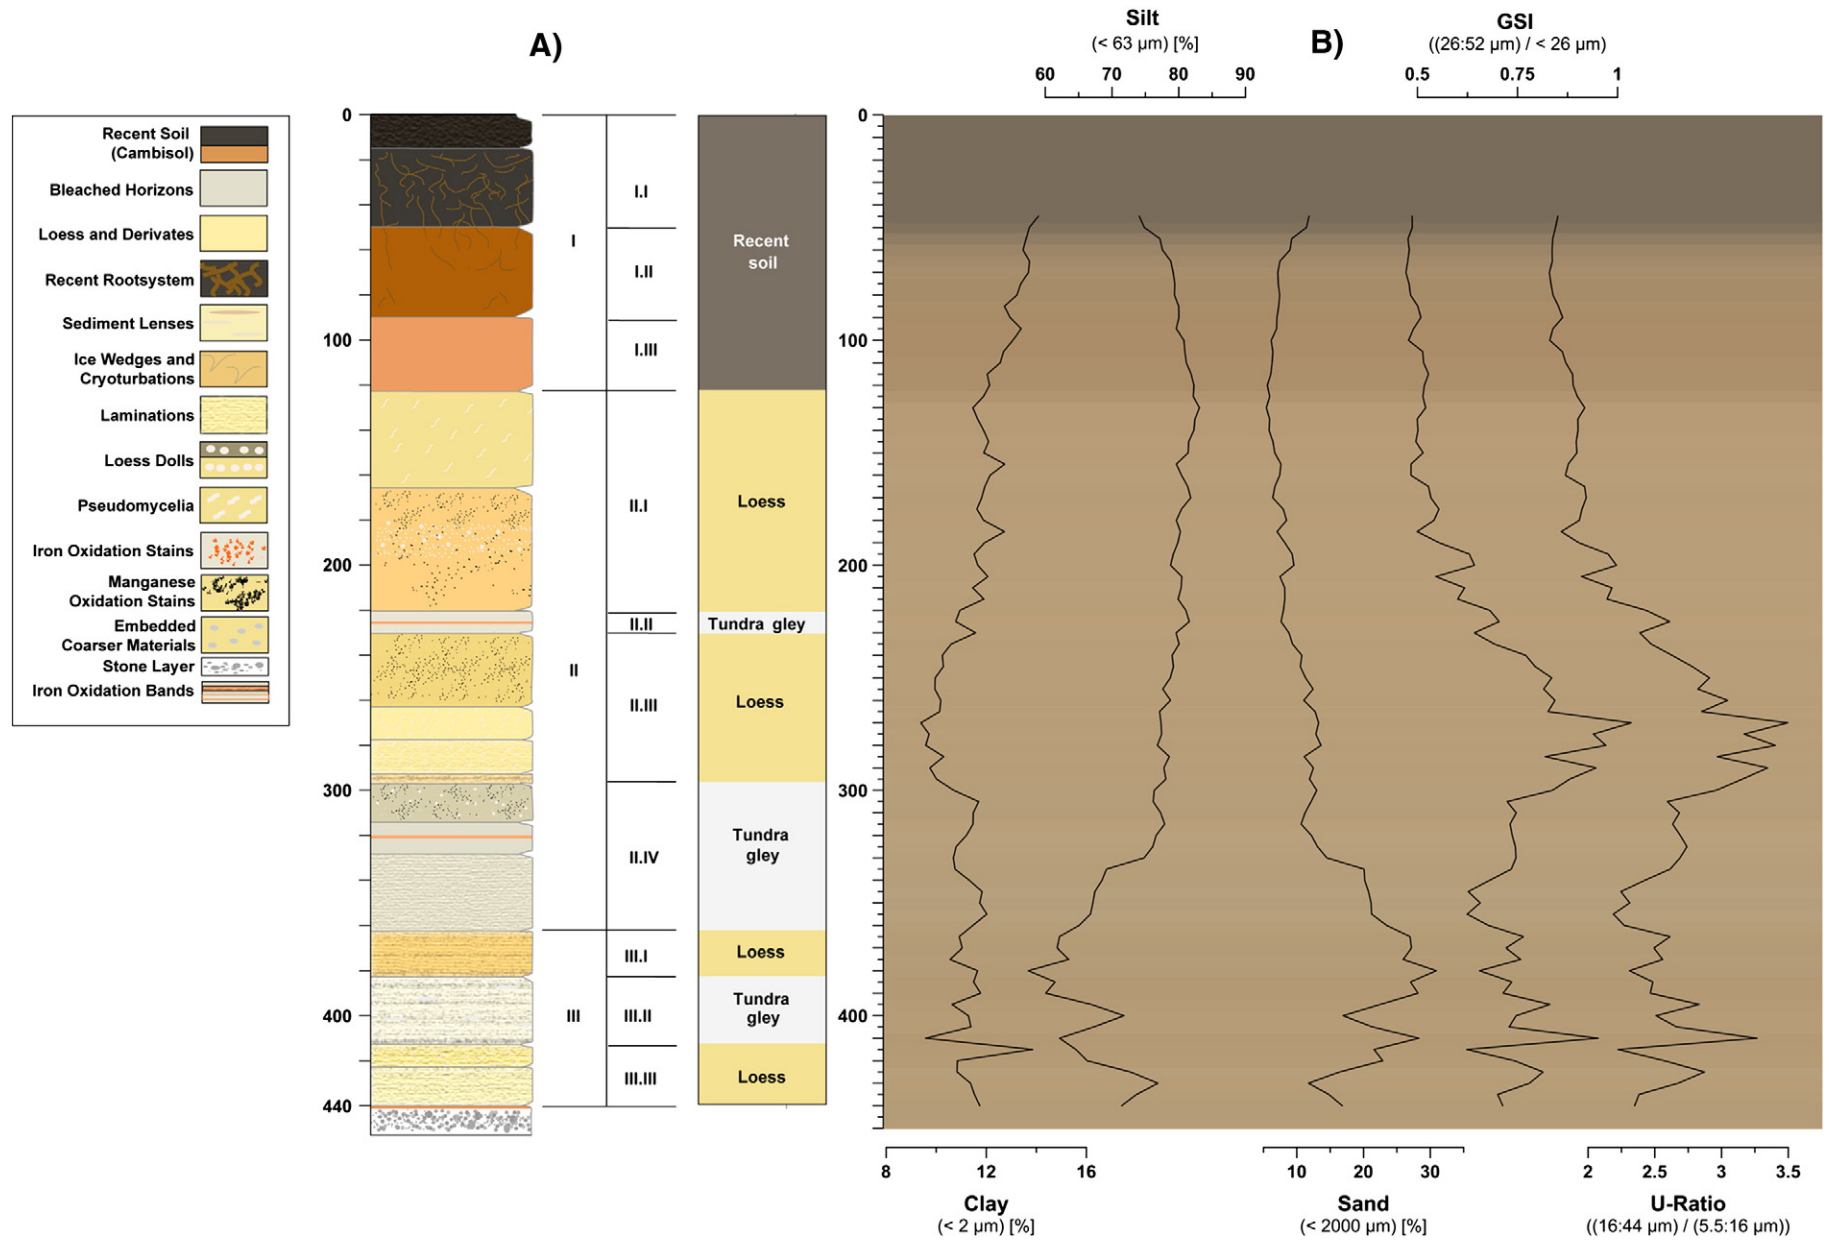 A)
B)
Silt
(< 63 µm) [%]
60 70 80 90
GSI
((26:52 µm) / < 26 µm)
0.5 0.75 1
Recent Soil
(Cambisol)
Bleached Horizons
Loess and Derivates
Recent Rootsystem
Sediment Lenses
Ice Wedges and
Cryoturbations
Laminations
Loess Dolls
Pseudomycelia
Iron Oxidation Stains
Manganese
Oxidation Stains
Embedded
Coarser Materials
Stone Layer
Iron Oxidation Bands
0
100
200
300
400
440
I
II
III
I.I
I.II
I.III
II.I
II.II
II.III
II.IV
III.I
III.II
III.III
Recent
soil
Loess
Tundra gley
Loess
Tundra
gley
Loess
Tundra
gley
Loess
0
100
200
300
400
8 12 16
Clay
(< 2 µm) [%]
10 20 30
Sand
(< 2000 µm) [%]
2 2.5 3 3.5
U-Ratio
((16:44 µm) / (5.5:16 µm))